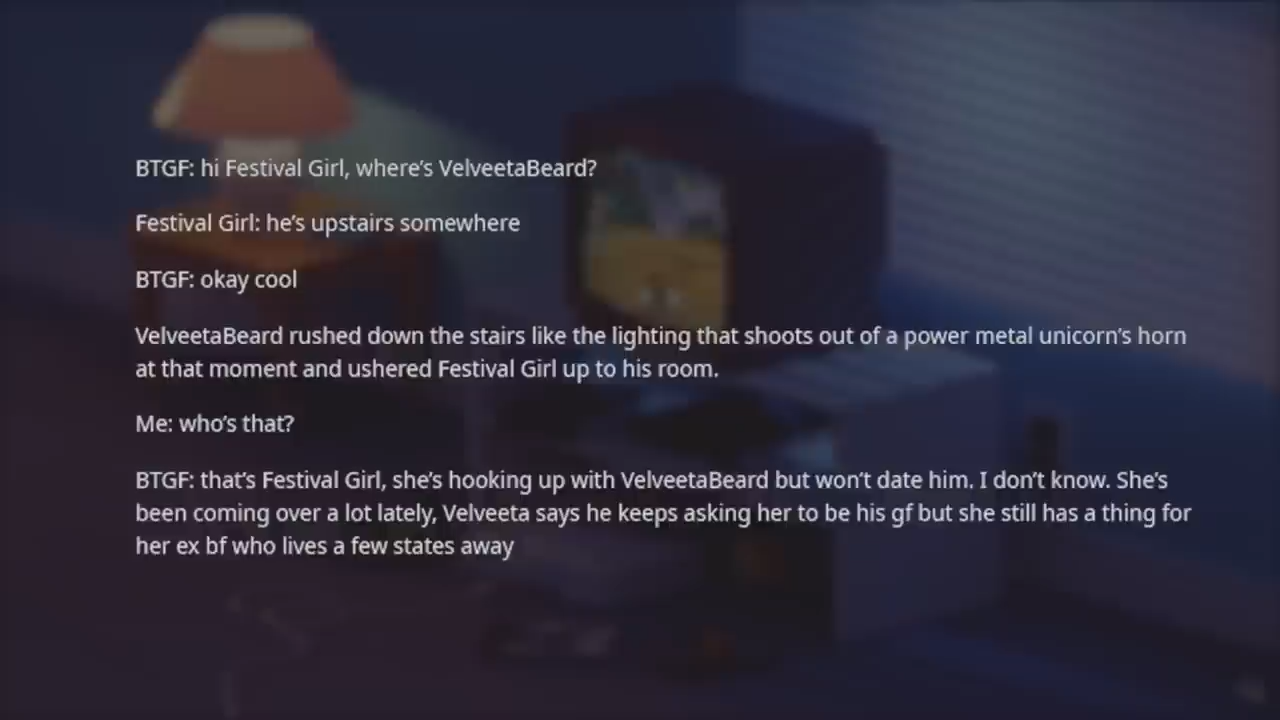 BTGF: hi Festival Girl, where’s VelveetaBeard?
Festival Girl: he’s upstairs somewhere
BTGF: okay cool
VelveetaBeard rushed down the stairs like the lighting that shoots out of a power metal unicorn’s horn
at that moment and ushered Festival Girl up to his room.
Me: who’s that?
BTGF: that’s Festival Girl, she’s hooking up with VelveetaBeard but won’t date him. I don’t know. She’s
been coming over a lot lately, Velveeta says he keeps asking her to be his gf but she still has a thing for
her ex bf who lives a few states away